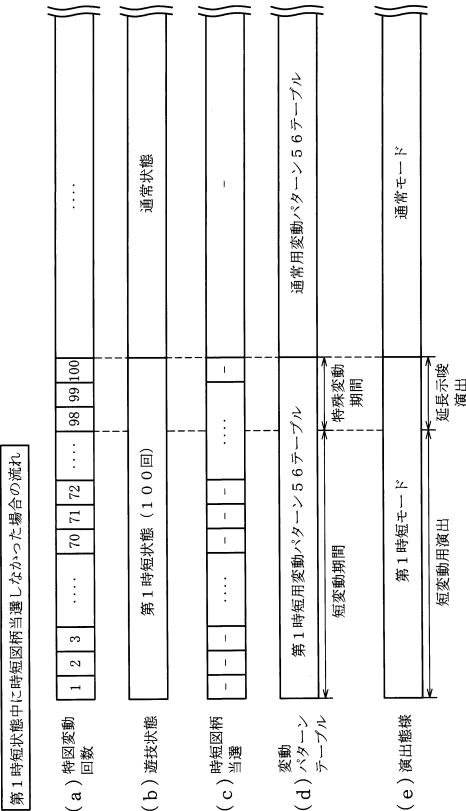 第1時短状態中に時短図柄当選しなかった場合の流れ
(a) 特図変動
回数
1 2 3 ‥‥ 70 71 72 ‥‥ 98 99 100 ‥‥
(b) 遊技状態
第1時短状態(100回)
通常状態
(c) 時短図柄
当選
- - - ‥‥ - - - ‥‥ - -
(d) 変動
パターン
テーブル
第1時短用変動パターン56テーブル
通常用変動パターン56テーブル
短変動期間
特殊変動
期間
(e) 演出態様
第1時短モード
通常モード
短変動用演出
延長示唆
演出